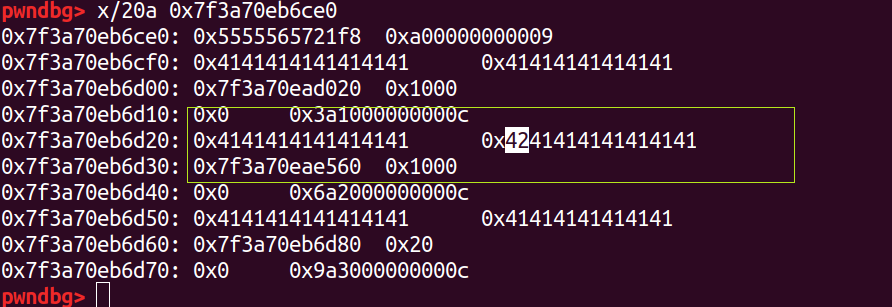 pwndbg> x/20a 0x7f3a70eb6ce0
0x7f3a70eb6ce0: 0x5555565721f8  0xa00000000009
0x7f3a70eb6cf0: 0x4141414141414141      0x41414141414141
0x7f3a70eb6d00: 0x7f3a70ead020  0x1000
0x7f3a70eb6d10: 0x0     0x3a1000000000c
0x7f3a70eb6d20: 0x4141414141414141      0x4241414141414141
0x7f3a70eb6d30: 0x7f3a70eae560  0x1000
0x7f3a70eb6d40: 0x0     0x6a2000000000c
0x7f3a70eb6d50: 0x4141414141414141      0x41414141414141
0x7f3a70eb6d60: 0x7f3a70eb6d80  0x20
0x7f3a70eb6d70: 0x0     0x9a3000000000c
pwndbg>